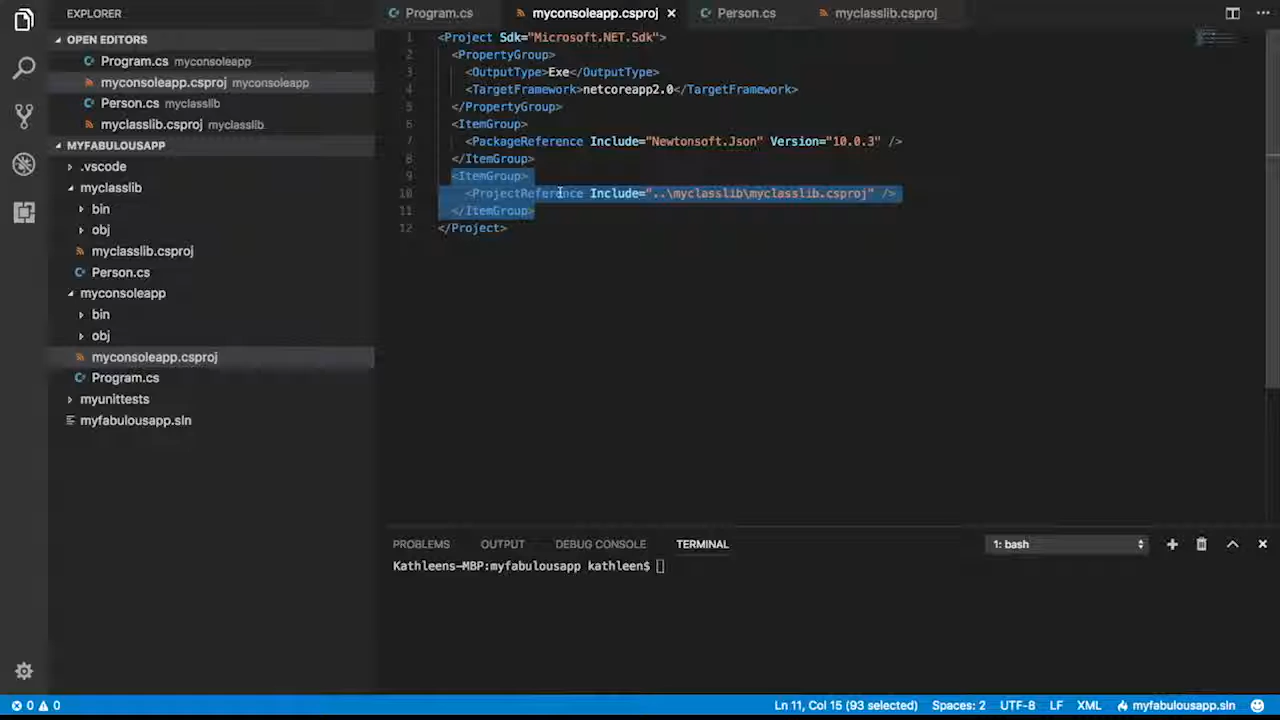 EXPLORER
OPEN EDITORS
Program.cs myconsoleapp
myconsoleapp.csproj myconsoleapp
Person.cs myclasslib
myclasslib.csproj myclasslib
MYFABULOUSAPP
.vscode
myclasslib
bin
obj
myclasslib.csproj
Person.cs
myconsoleapp
bin
obj
myconsoleapp.csproj
Program.cs
myunittests
myfabulousapp.sln
Program.cs myconsoleapp.csproj Person.cs myclasslib.csproj
1 <Project Sdk="Microsoft.NET.Sdk">
2 <PropertyGroup>
3 <OutputType>Exe</OutputType>
4 <TargetFramework>netcoreapp2.0</TargetFramework>
5 </PropertyGroup>
6 <ItemGroup>
7 <PackageReference Include="Newtonsoft.Json" Version="10.0.3" />
8 </ItemGroup>
9 <ItemGroup>
10 <ProjectReference Include="..\myclasslib\myclasslib.csproj" />
11 </ItemGroup>
12 </Project>
PROBLEMS OUTPUT DEBUG CONSOLE TERMINAL 1: bash
Kathleens-MBP:myfabulousapp kathleen$
0 0 Ln 11, Col 15 (93 selected) Spaces: 2 UTF-8 LF XML myfabulousapp.sln